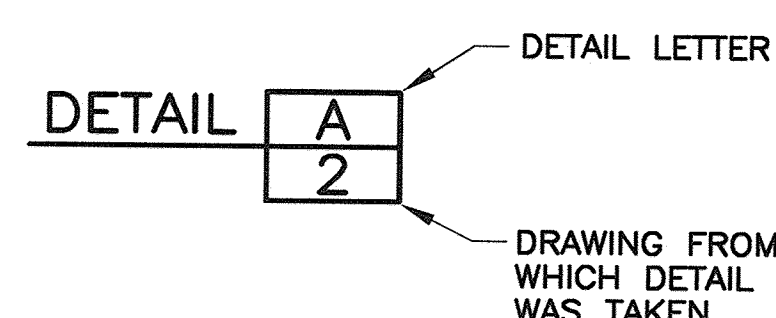 DETAIL LETTER
DETAIL A
2
DRAWING FROM
WHICH DETAIL
WAS TAKEN